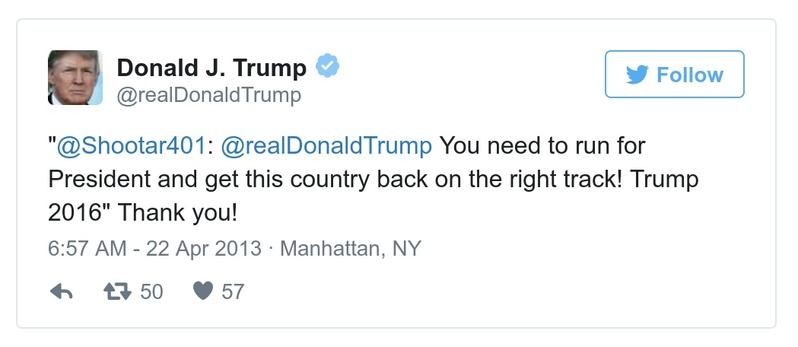 Donald J. Trump
@realDonaldTrump
Follow
"@Shootar401: @realDonaldTrump You need to run for
President and get this country back on the right track! Trump
2016" Thank you!
6:57 AM - 22 Apr 2013 · Manhattan, NY
50
57